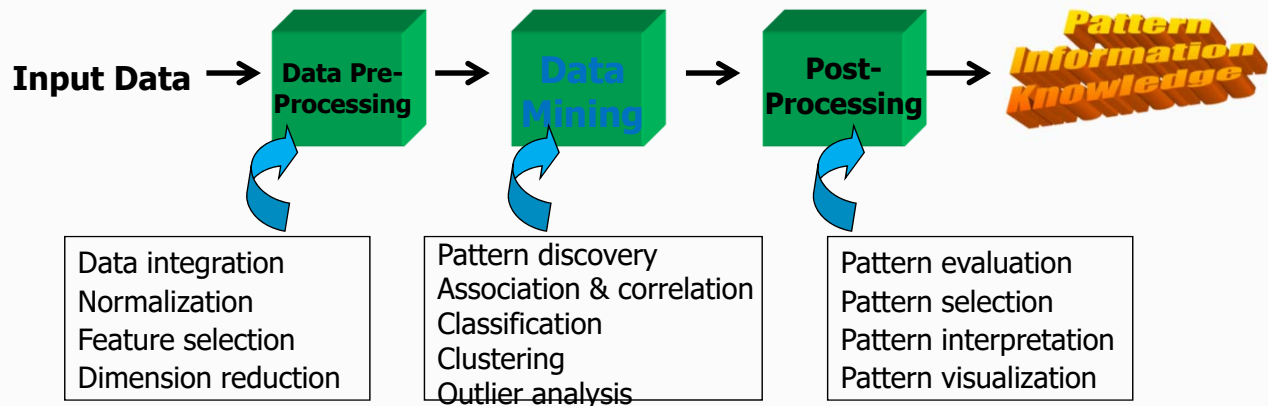 Input Data
Data Pre-
Processing
Data
Mining
Post-
Processing
Pattern
Information
Knowledge
Data integration
Normalization
Feature selection
Dimension reduction
Pattern discovery
Association & correlation
Classification
Clustering
Outlier analysis
Pattern evaluation
Pattern selection
Pattern interpretation
Pattern visualization